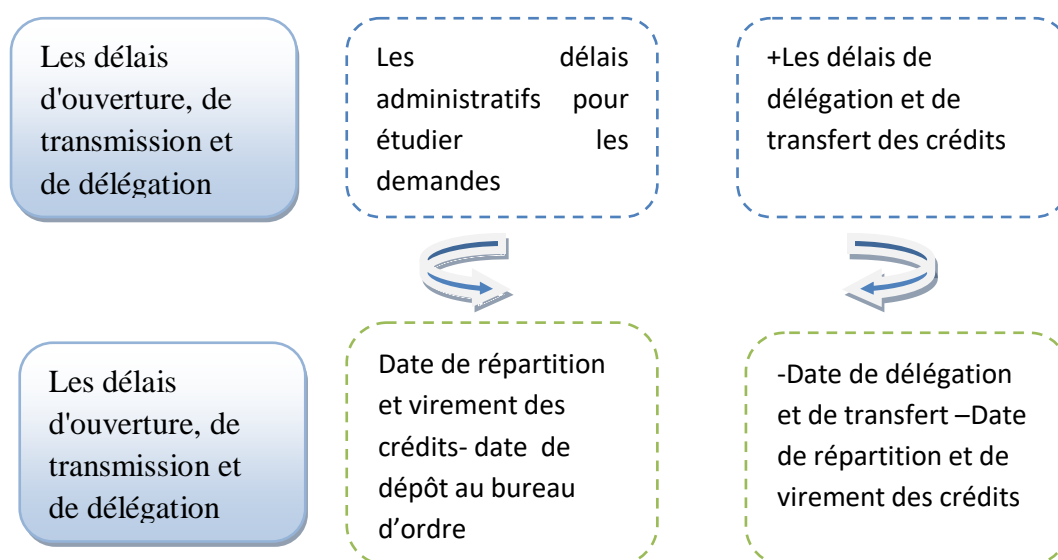 Les délais
d'ouverture, de
transmission et
de délégation
Les délais
administratifs pour
étudier les
demandes
+Les délais de
délégation et de
transfert des crédits
Les délais
d'ouverture, de
transmission et
de délégation
Date de répartition
et virement des
crédits- date de
dépôt au bureau
d’ordre
-Date de délégation
et de transfert –Date
de répartition et de
virement des crédits